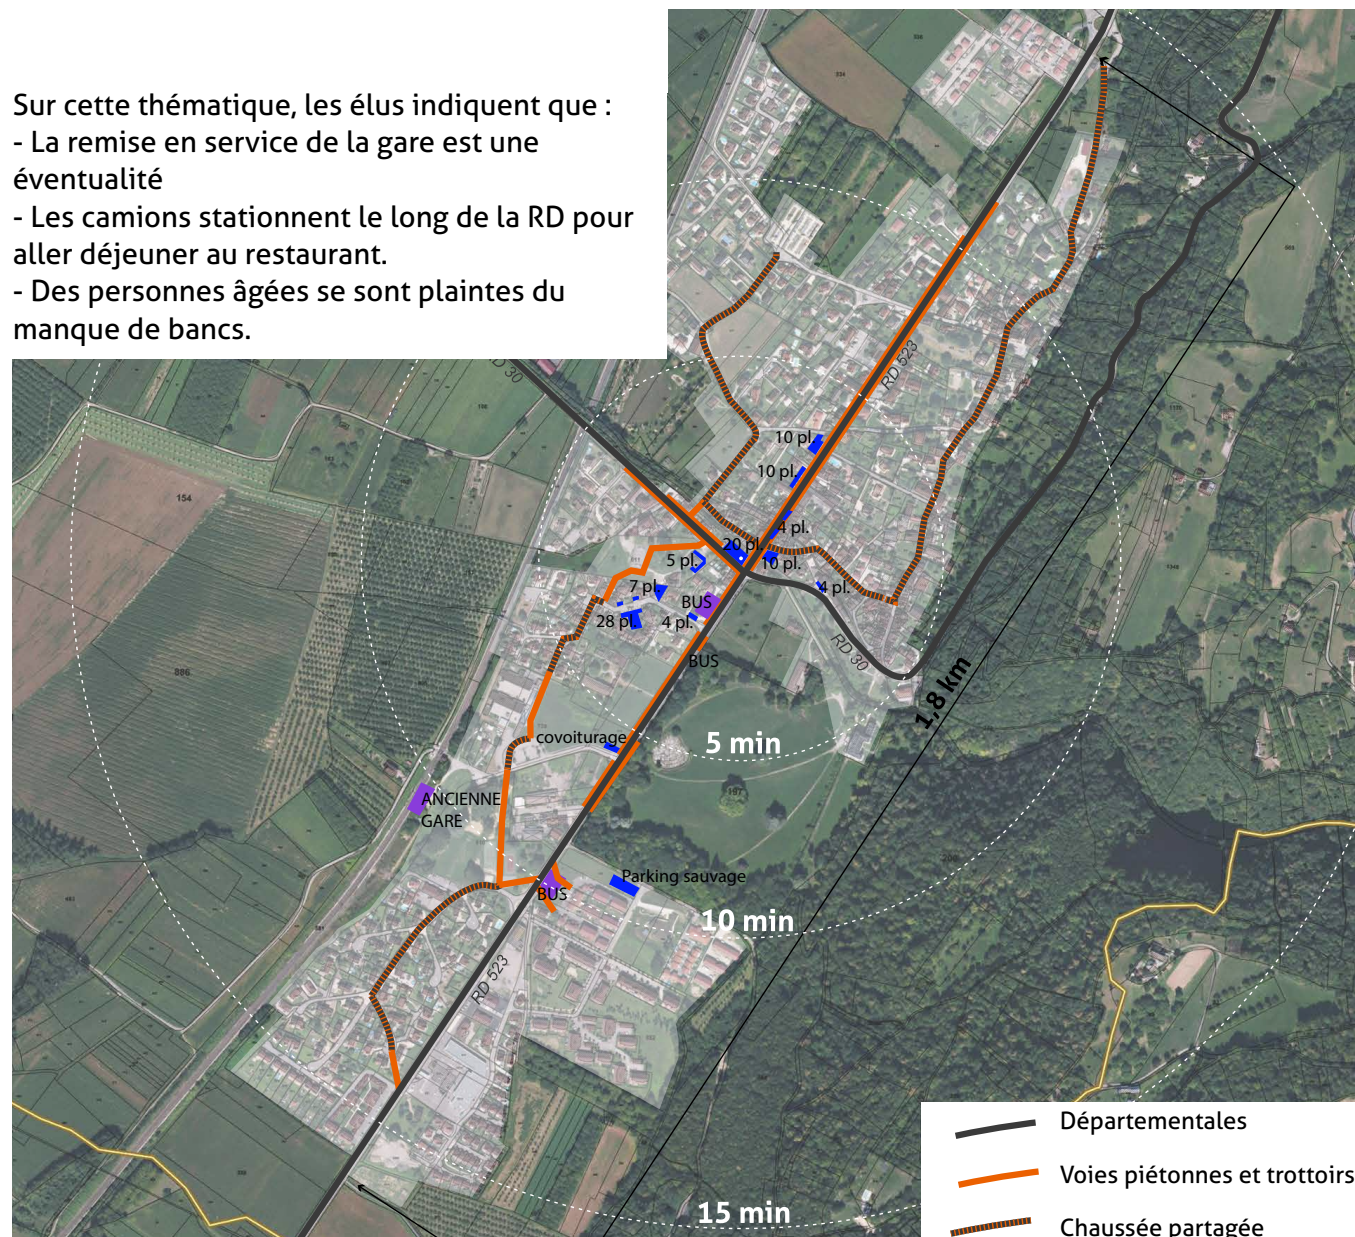 Sur cette thématique, les élus indiquent que :
- La remise en service de la gare est une
éventualité
- Les camions stationnent le long de la RD pour
aller déjeuner au restaurant.
- Des personnes âgées se sont plaintes du
manque de bancs.
D 30
RD 523
10 pl.
10 pl.
4 pl.
20 pl.
10 pl.
5 pl.
4 pl.
7 pl.
BUS
28 pl.
4 pl.
RD 30
BUS
1,8 km
covoiturage
5 min
ANCIENNE
GARE
Parking sauvage
BUS
10 min
RD 523
15 min
Départementales
Voies piétonnes et trottoirs
Chaussée partagée
154
886